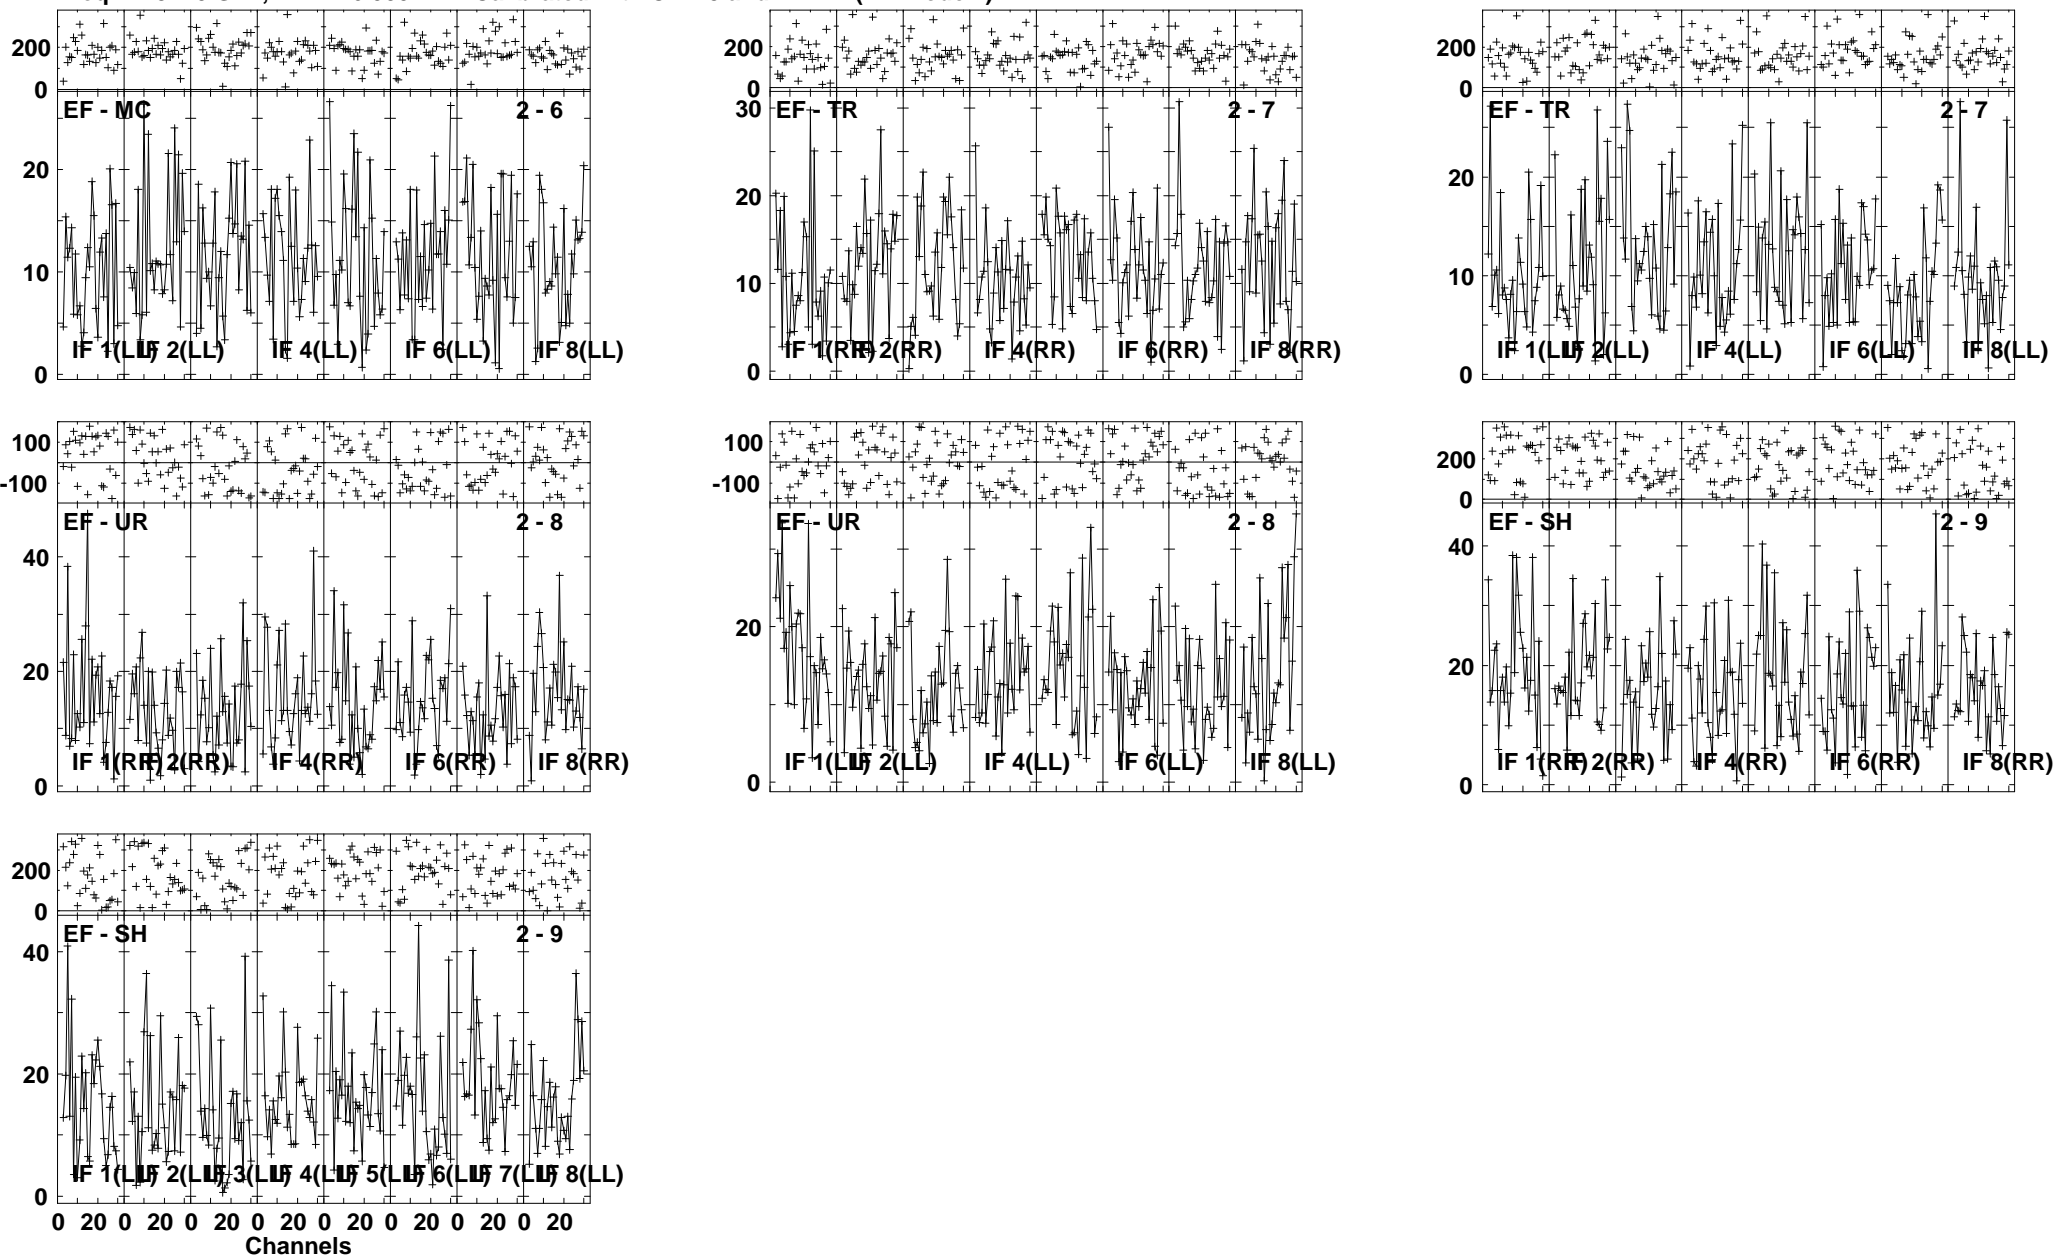 200 200 200
0 0 0
EF - MC 2 - 6 30 EF - TR 2 - 7 EF - TR 2 - 7
20 20 20
10 10 10
IF 1(LL) IF 2(LL) IF 4(LL) IF 6(LL) IF 8(LL) IF 1(RR) IF 2(RR) IF 4(RR) IF 6(RR) IF 8(RR) IF 1(LL) IF 2(LL) IF 4(LL) IF 6(LL) IF 8(LL)
0 0 0
100 100 200
-100 -100 0
EF - UR 2 - 8 EF - UR 2 - 8 EF - SH 2 - 9
40 40
20 20 20
IF 1(RR) IF 2(RR) IF 4(RR) IF 6(RR) IF 8(RR) IF 1(LL) IF 2(LL) IF 4(LL) IF 6(LL) IF 8(LL) IF 1(RR) IF 2(RR) IF 4(RR) IF 6(RR) IF 8(RR)
0 0 0
200
0
EF - SH 2 - 9
40
20
IF 1(LL) IF 2(LL) IF 3(LL) IF 4(LL) IF 5(LL) IF 6(LL) IF 7(LL) IF 8(LL)
0
0 20 0 20 0 20 0 20 0 20 0 20 0 20 0 20
Channels